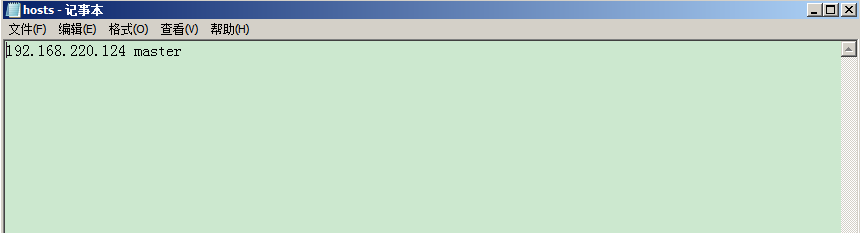 hosts - 记事本
文件(F) 编辑(E) 格式(O) 查看(V) 帮助(H)
192.168.220.124 master